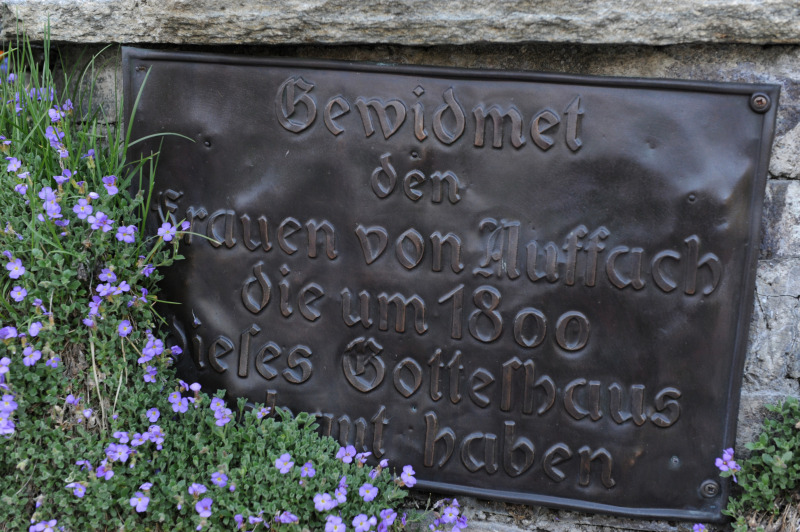 Gewidmet
den
Frauen von Auffach
die um 1800
dieses Gotteshaus
haben